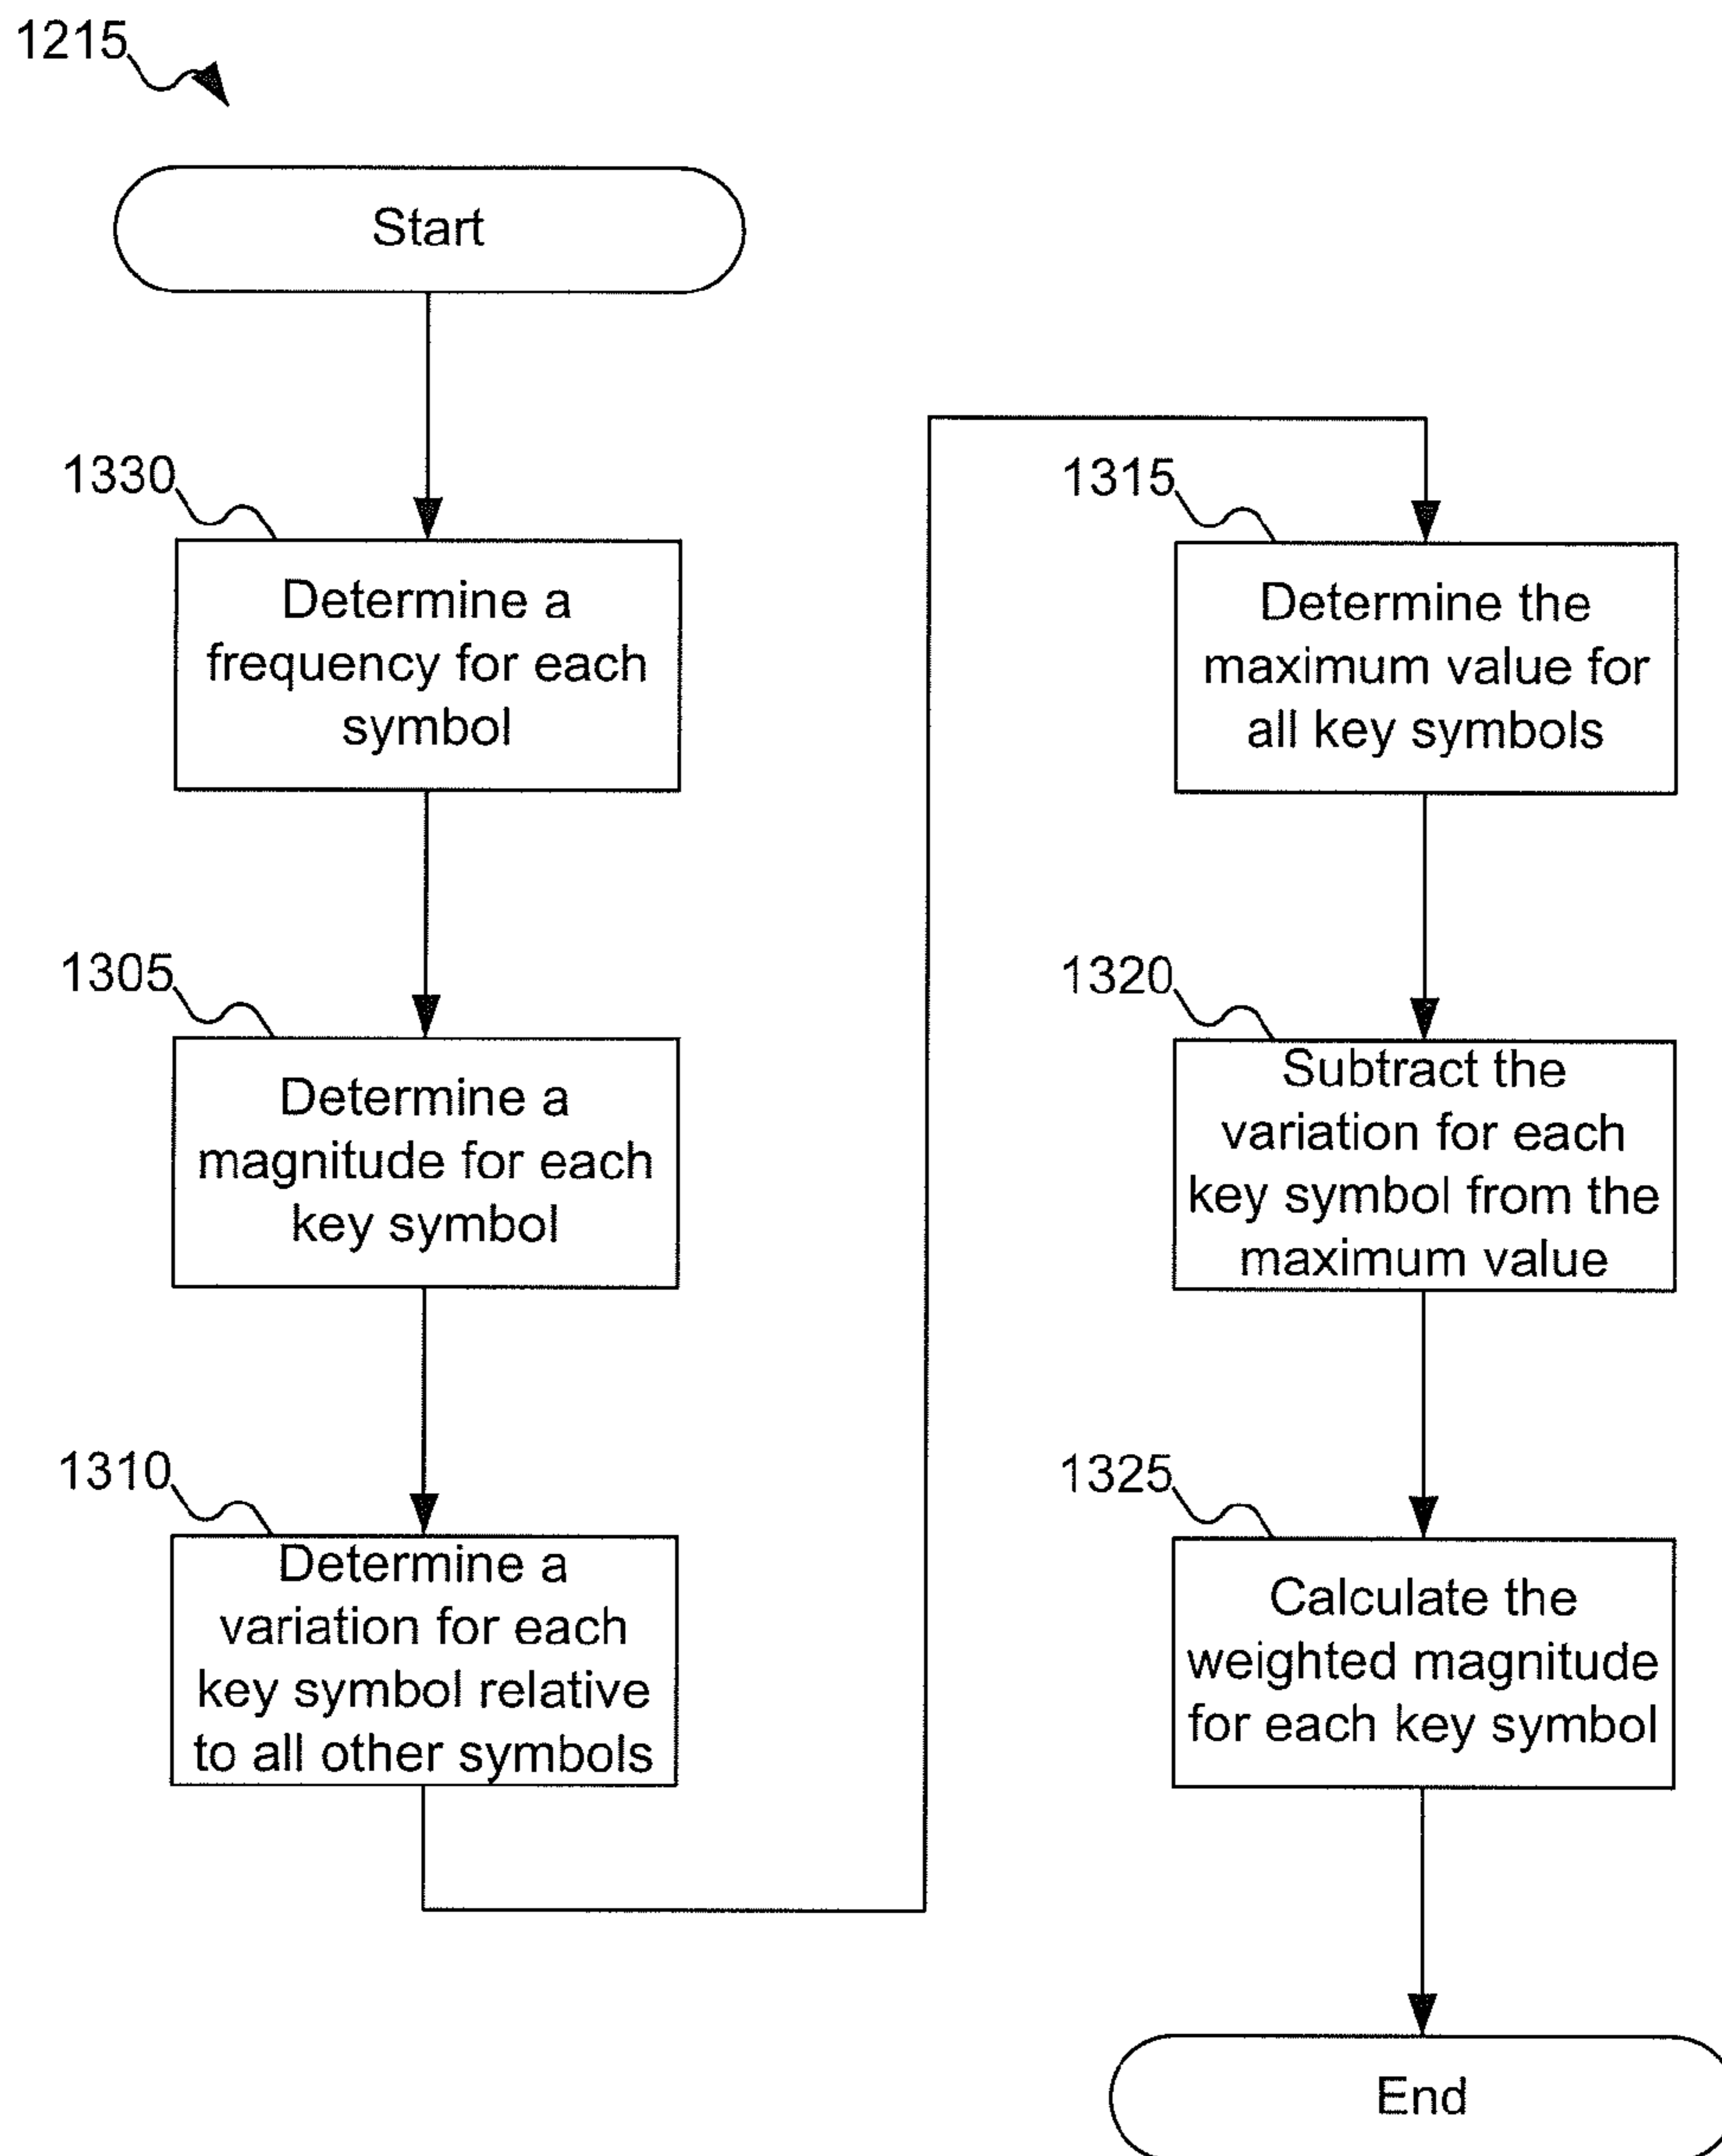 1215
Start
1330
Determine a
frequency for each
symbol
1305
Determine a
magnitude for each
key symbol
1310
Determine a
variation for each
key symbol relative
to all other symbols
1315
Determine the
maximum value for
all key symbols
1320
Subtract the
variation for each
key symbol from the
maximum value
1325
Calculate the
weighted magnitude
for each key symbol
End